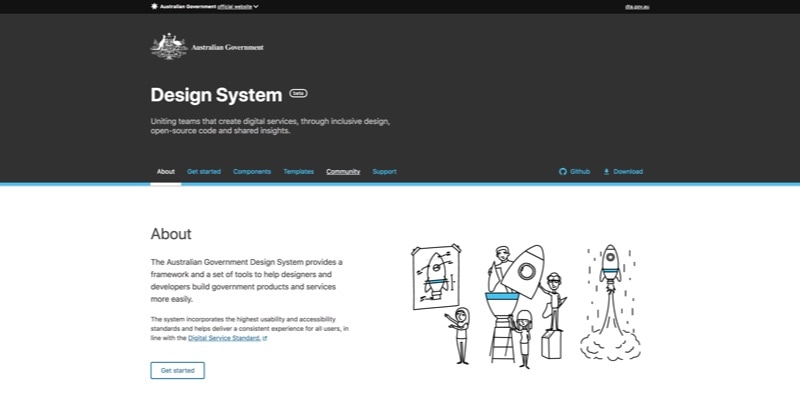 Australian Government official website
dta.gov.au
Australian Government
Design System beta
Uniting teams that create digital services, through inclusive design,
open-source code and shared insights.
About Get started Components Templates Community Support Github Download
About
The Australian Government Design System provides a
framework and a set of tools to help designers and
developers build government products and services
more easily.
The system incorporates the highest usability and accessibility
standards and helps deliver a consistent experience for all users, in
line with the Digital Service Standard.
Get started